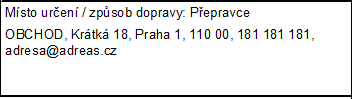 Místo určení / způsob dopravy: Přepravce
OBCHOD, Krátká 18, Praha 1, 110 00, 181 181 181,
adresa@adreas.cz